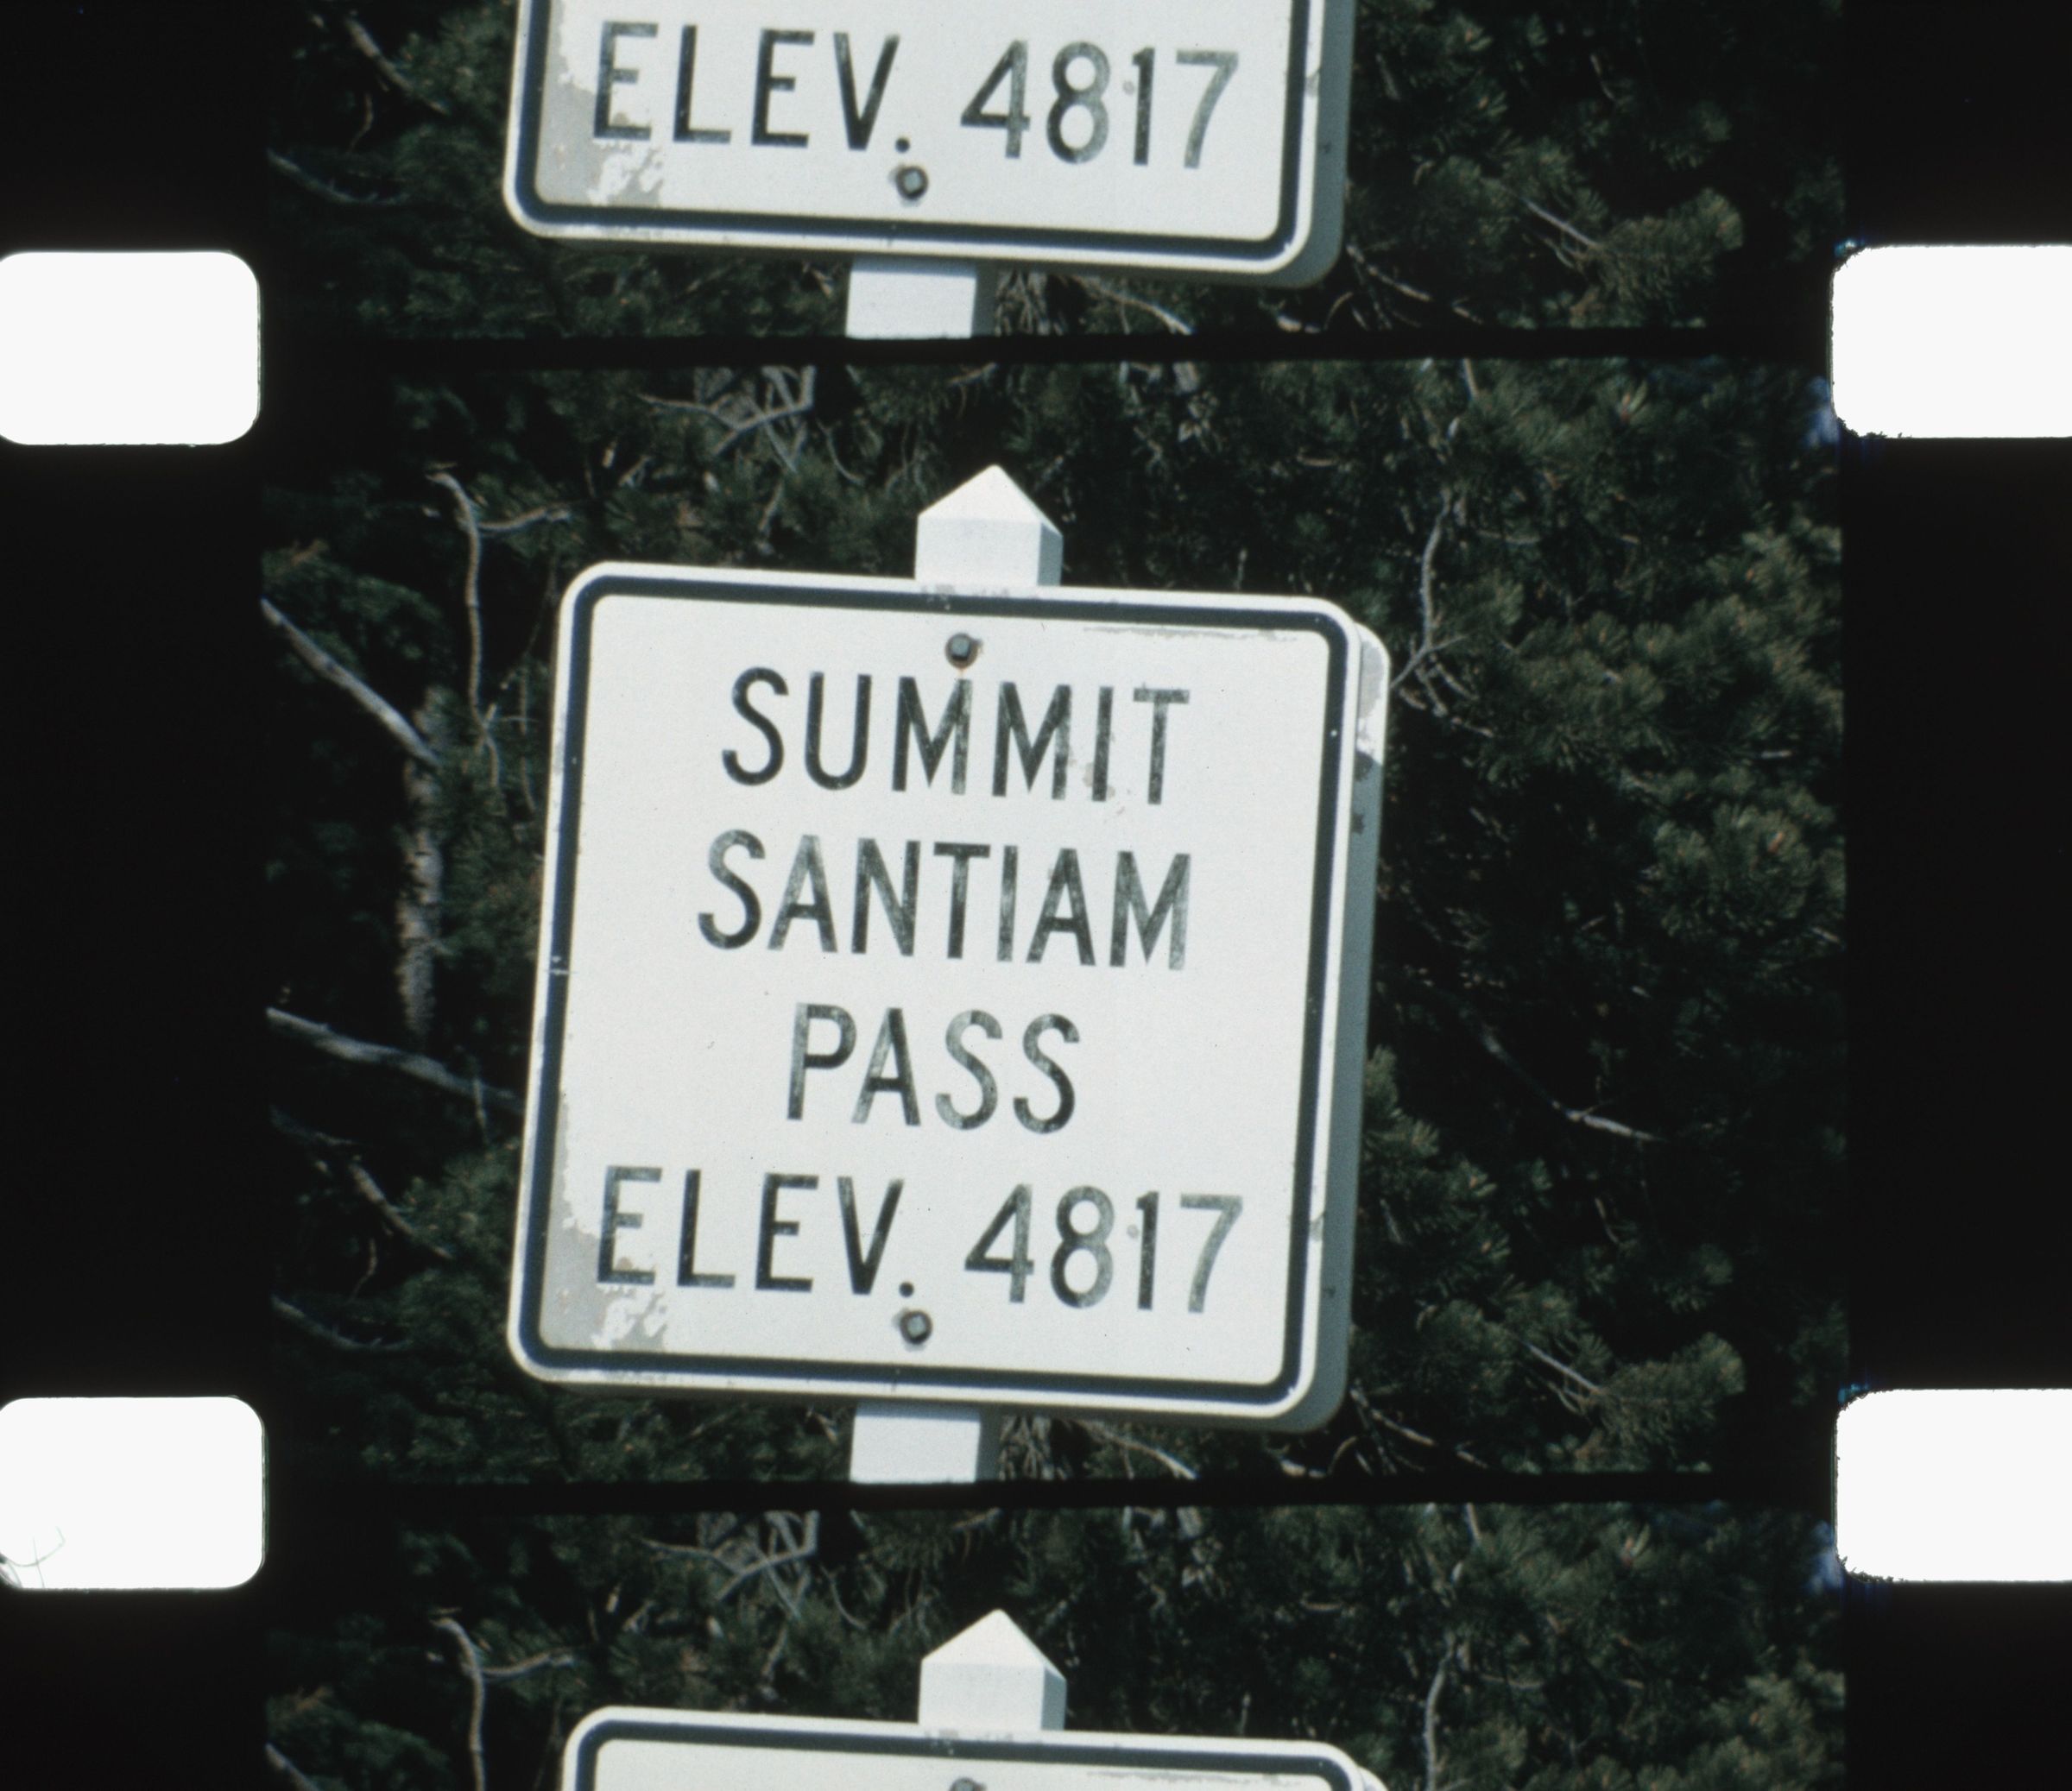 ELEV. 4817
SUMMIT
SANTIAM
PASS
ELEV. 4817